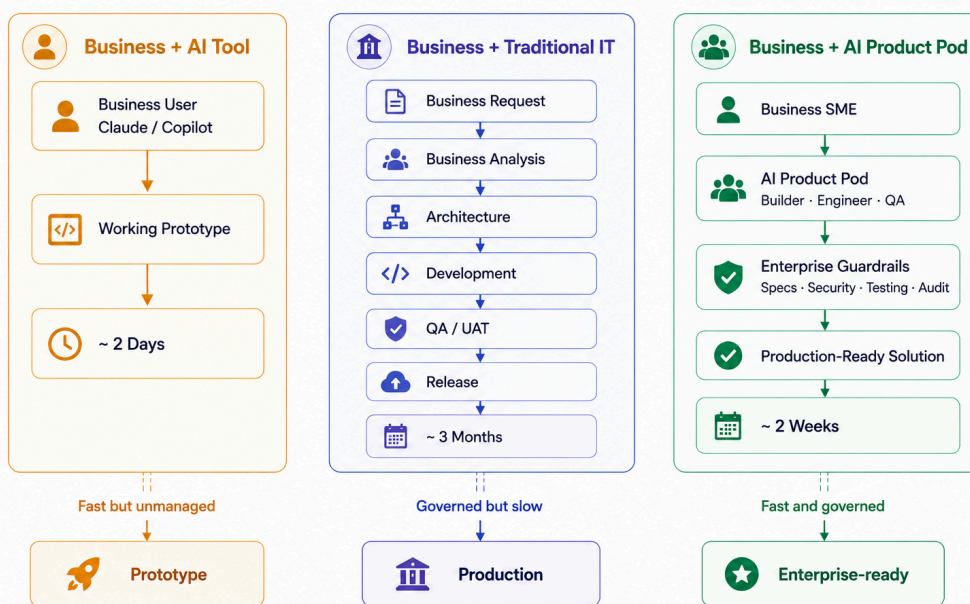 Business + AI Tool
Business User
Claude / Copilot
Working Prototype
~ 2 Days
Fast but unmanaged
Prototype
Business + Traditional IT
Business Request
Business Analysis
Architecture
Development
QA / UAT
Release
~ 3 Months
Governed but slow
Production
Business + AI Product Pod
Business SME
AI Product Pod
Builder · Engineer · QA
Enterprise Guardrails
Specs · Security · Testing · Audit
Production-Ready Solution
~ 2 Weeks
Fast and governed
Enterprise-ready